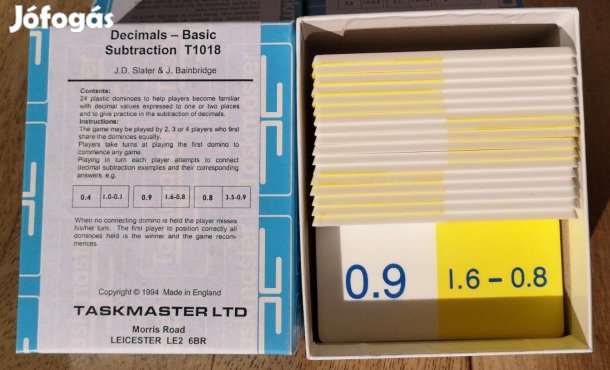 Jófogás
Decimals – Basic
Subtraction T1018
J.D. Slater & J. Bainbridge
Contents:
24 plastic dominoes to help players become familiar
with decimal values expressed to one or two places
and to give practice in the subtraction of decimals.
Instructions:
The game may be played by 2, 3 or 4 players who first
share the dominoes equally.
Players take turns at playing the first domino to
commence any game.
Playing in turn each player attempts to connect
decimal subtraction examples and their corresponding
answers. e.g.
0.4 1.0-0.1 0.9 1.6-0.8 0.8 3.5-0.9
When no connecting domino is held the player misses
his/her turn. The first player to position correctly all
dominoes held is the winner and the game recom-
mences.
Copyright © 1994 Made in England
TASKMASTER LTD
Morris Road
LEICESTER LE2 6BR
0.9 1.6 – 0.8